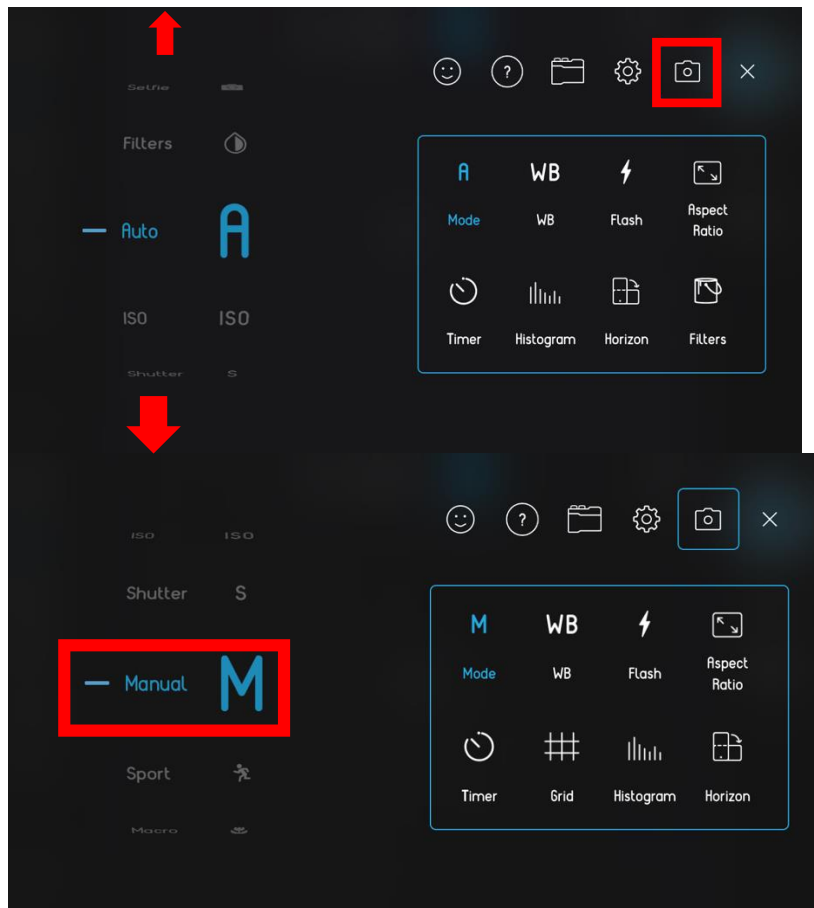 Selfie
Filters
Auto A
ISO ISO
Shutter S
?
A WB
Mode WB Flash Aspect
Ratio
Timer Histogram Horizon Filters
ISO ISO
Shutter S
Manual M
Sport
Macro
?
M WB
Mode WB Flash Aspect
Ratio
Timer Grid Histogram Horizon